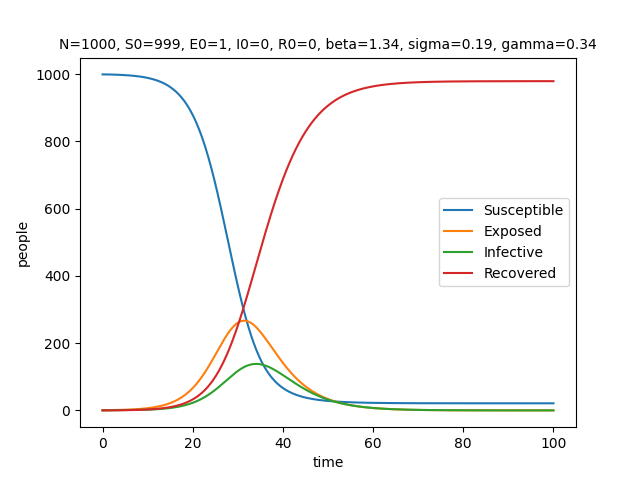 N=1000, S0=999, E0=1, I0=0, R0=0, beta=1.34, sigma=0.19, gamma=0.34
1000
800
600
400
200
0
people
Susceptible
Exposed
Infective
Recovered
0 20 40 60 80 100
time